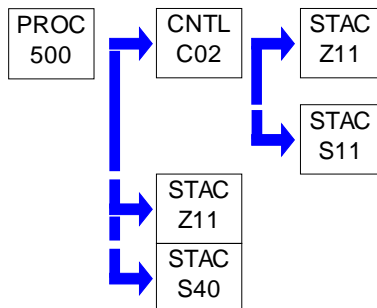 PROC
500
CNTL
C02
STAC
Z11
STAC
S11
STAC
Z11
STAC
S40